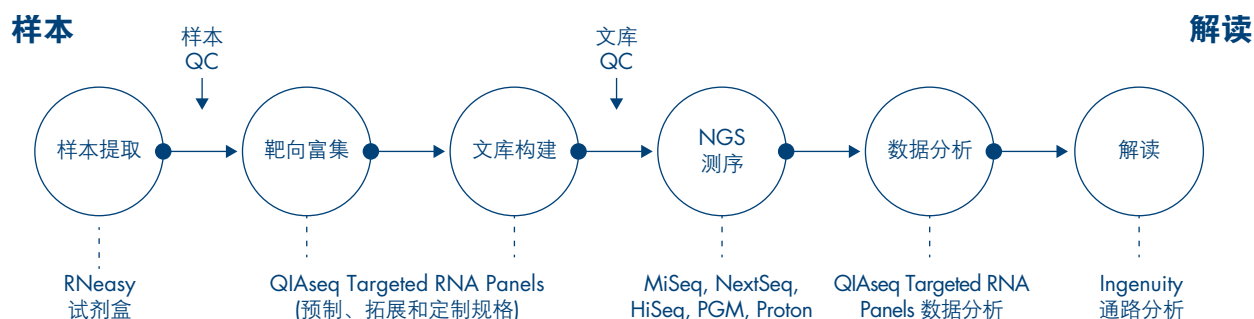 样本
样本
QC
文库
QC
解读
样本提取
靶向富集
文库构建
NGS
测序
数据分析
解读
RNeasy
试剂盒
QIAseq Targeted RNA Panels
(预制、拓展和定制规格)
MiSeq, NextSeq,
HiSeq, PGM, Proton
QIAseq Targeted RNA
Panels 数据分析
Ingenuity
通路分析